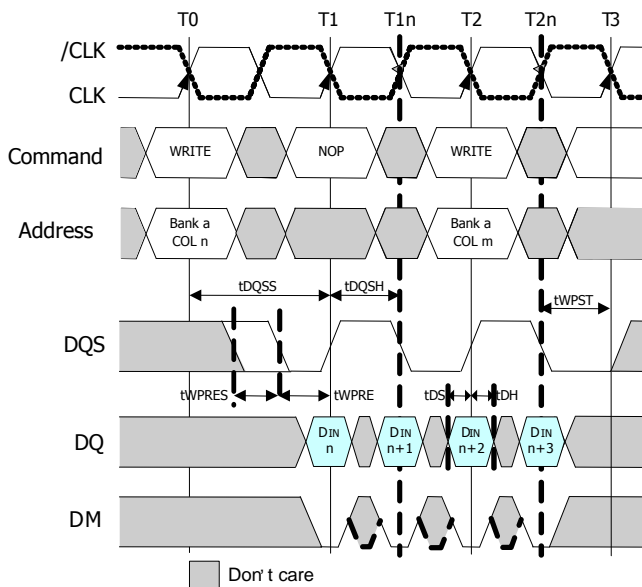 T0 T1 T1n T2 T2n T3
/CLK
CLK
Command WRITE NOP WRITE
Address Bank a COL n Bank a COL m
tDQSS tDQSH tWPST
DQS
tWPRES tWPRE tDS tDH
DQ DIN n DIN n+1 DIN n+2 DIN n+3
DM
Don't care